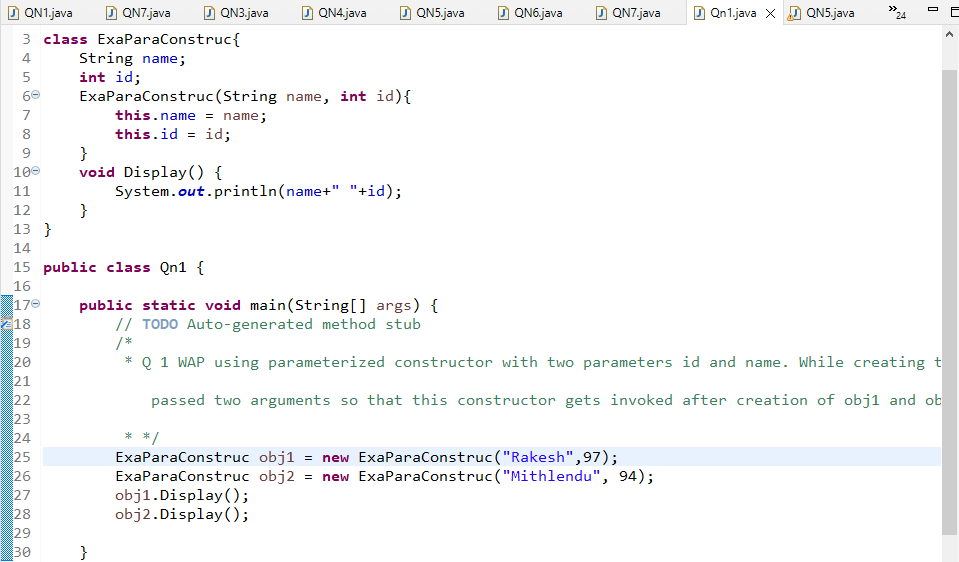 QN1.java QN7.java QN3.java QN4.java QN5.java QN6.java QN7.java Qn1.java QN5.java 24
3 class ExaParaConstruc{
4     String name;
5     int id;
6     ExaParaConstruc(String name, int id){
7         this.name = name;
8         this.id = id;
9     }
10     void Display() {
11         System.out.println(name+" "+id);
12     }
13 }
14
15 public class Qn1 {
16
17     public static void main(String[] args) {
18         // TODO Auto-generated method stub
19         /*
20          * Q 1 WAP using parameterized constructor with two parameters id and name. While creating t
21
22             passed two arguments so that this constructor gets invoked after creation of obj1 and ob
23
24          * */
25         ExaParaConstruc obj1 = new ExaParaConstruc("Rakesh",97);
26         ExaParaConstruc obj2 = new ExaParaConstruc("Mithlendu", 94);
27         obj1.Display();
28         obj2.Display();
29
30     }